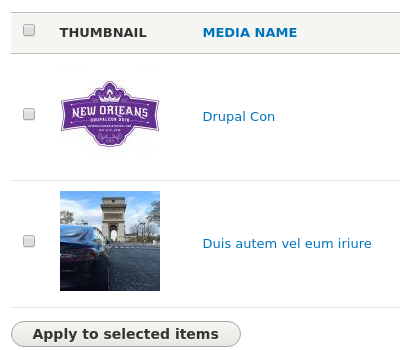 THUMBNAIL MEDIA NAME
NEW ORLEANS
DRUPALCON 2016
Drupal Con
Duis autem vel eum iriure
Apply to selected items